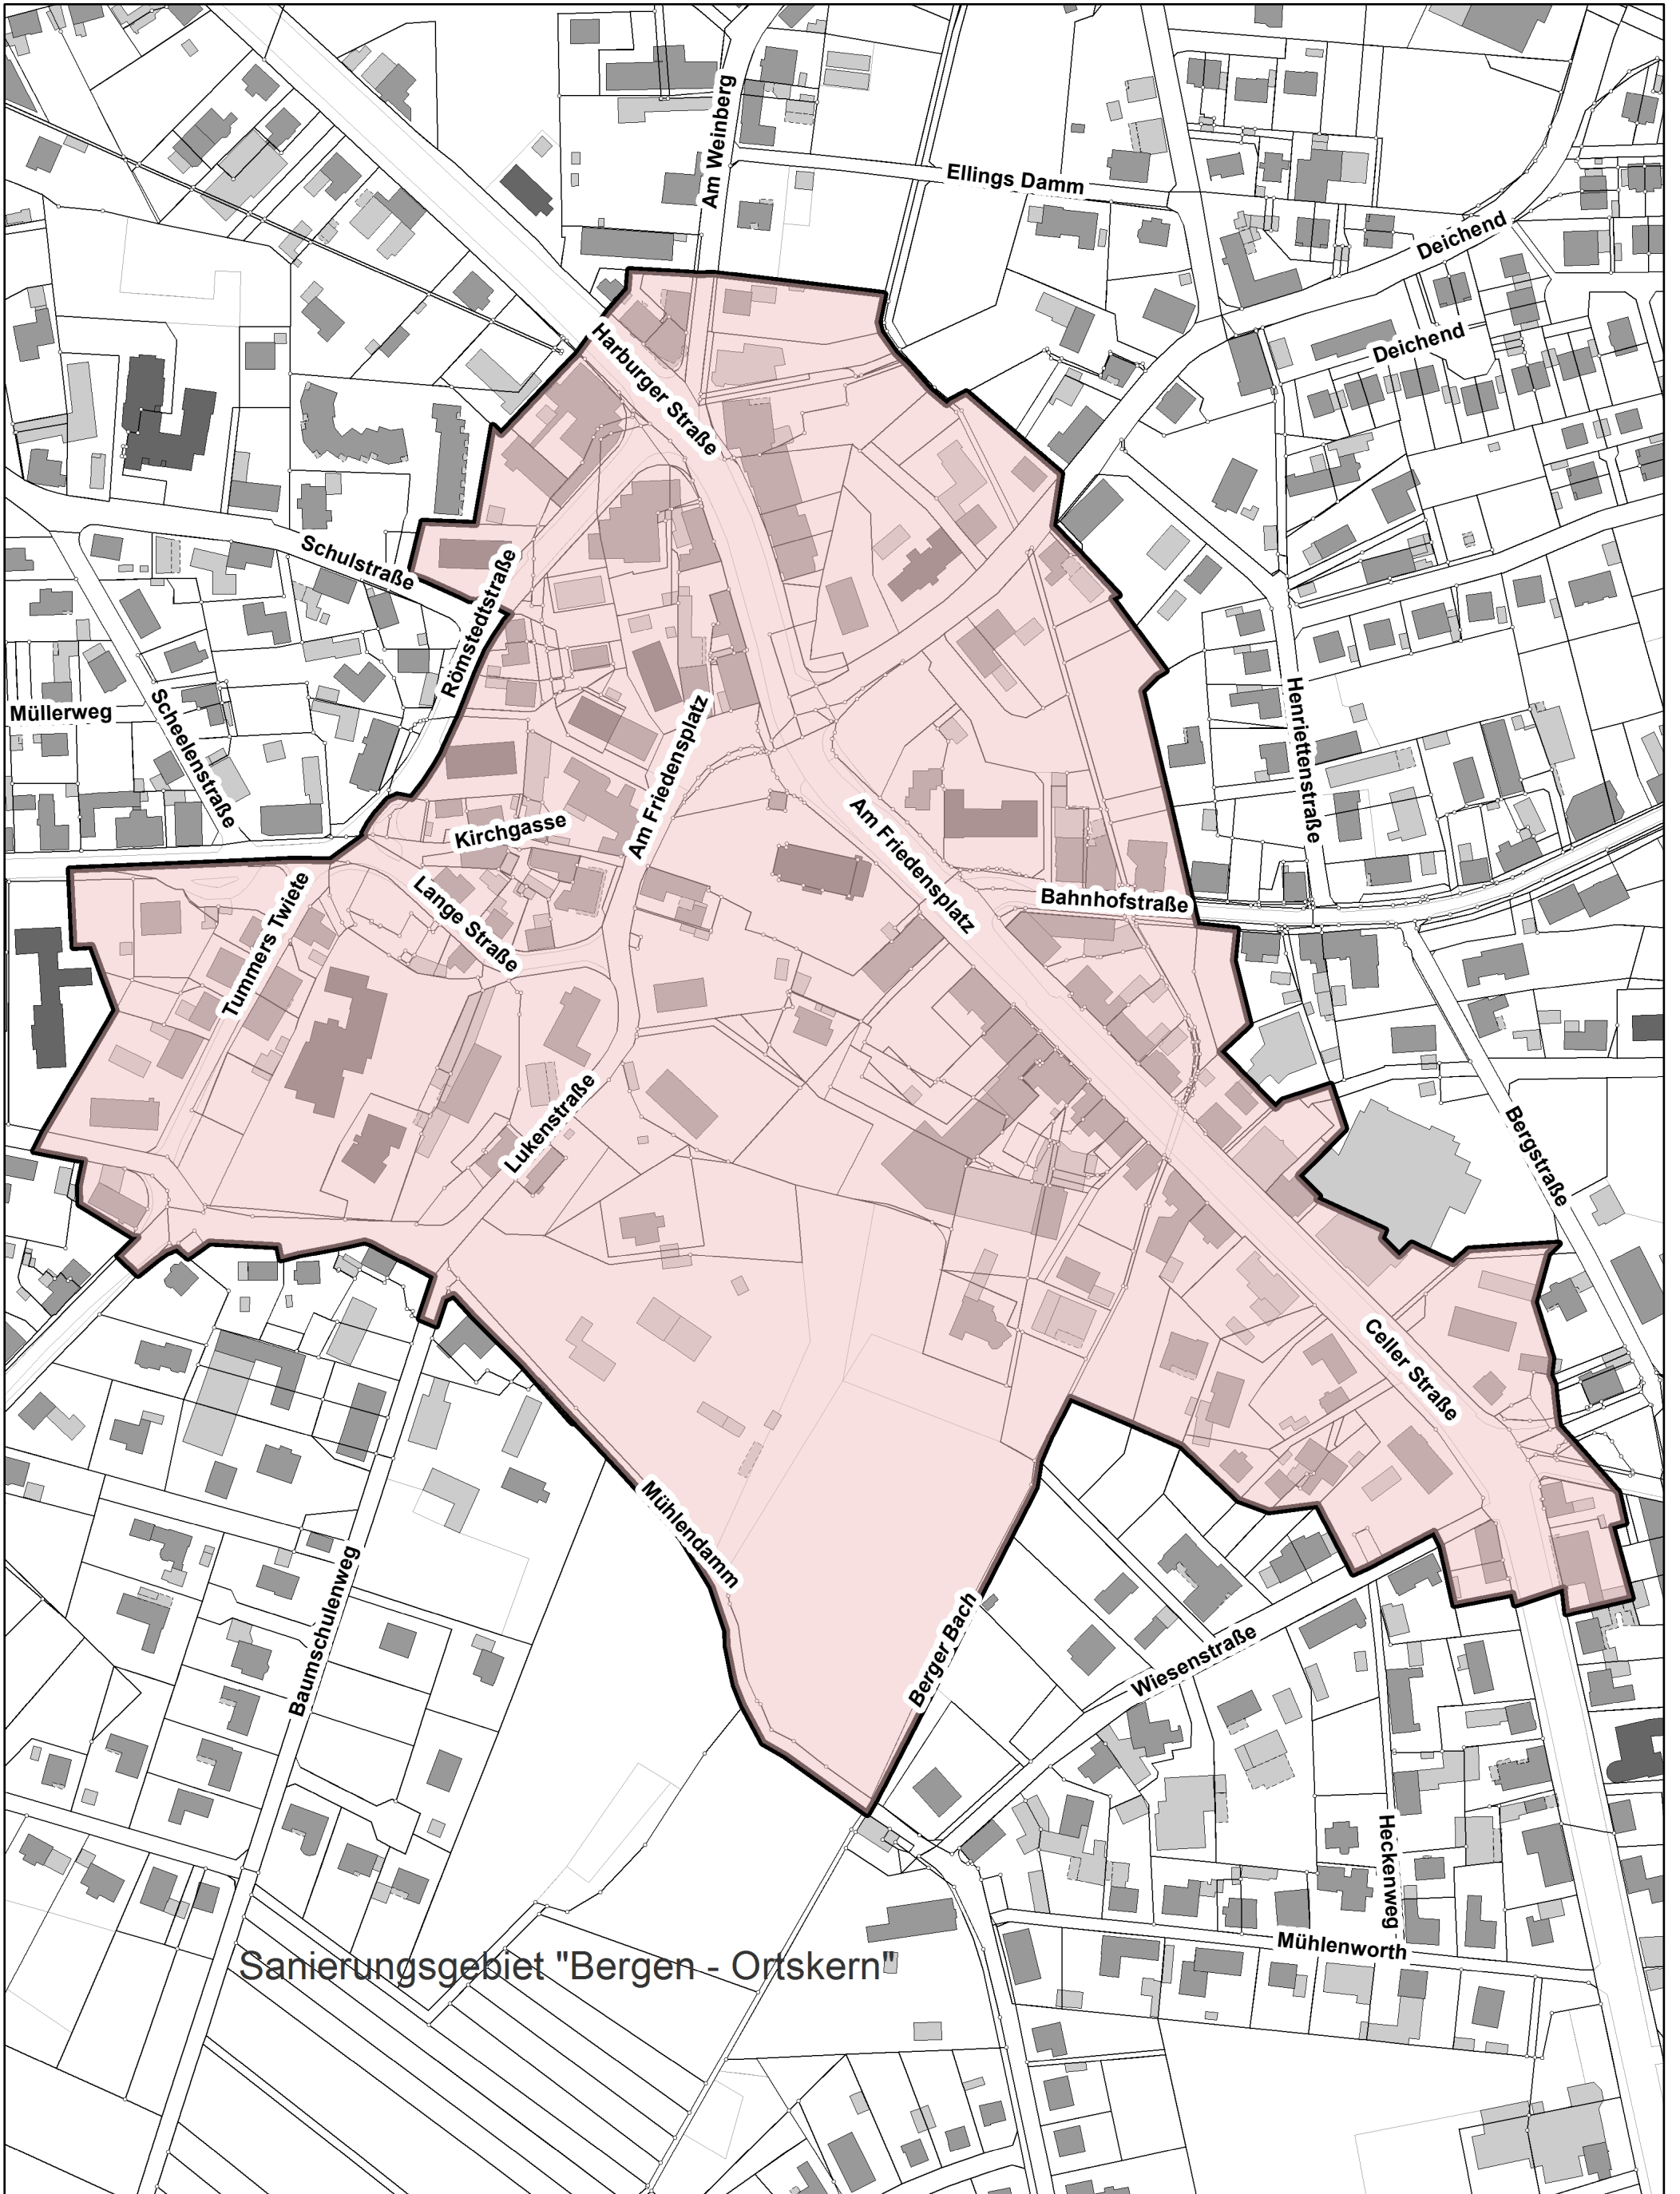 Am Weinberg
Ellings Damm
Deichend
Deichend
Harburger Straße
Schulstraße
Römstedtstraße
Müllerweg
Scheelenstraße
Am Friedensplatz
Henriettenstraße
Kirchgasse
Am Friedensplatz
Bahnhofstraße
Lange Straße
Tummers Twiete
Lukenstraße
Bergstraße
Celler Straße
Mühlendamm
Baumschulenweg
Berger Bach
Wiesenstraße
Heckenweg
Mühlenworth
Sanierungsgebiet "Bergen - Ortskern"